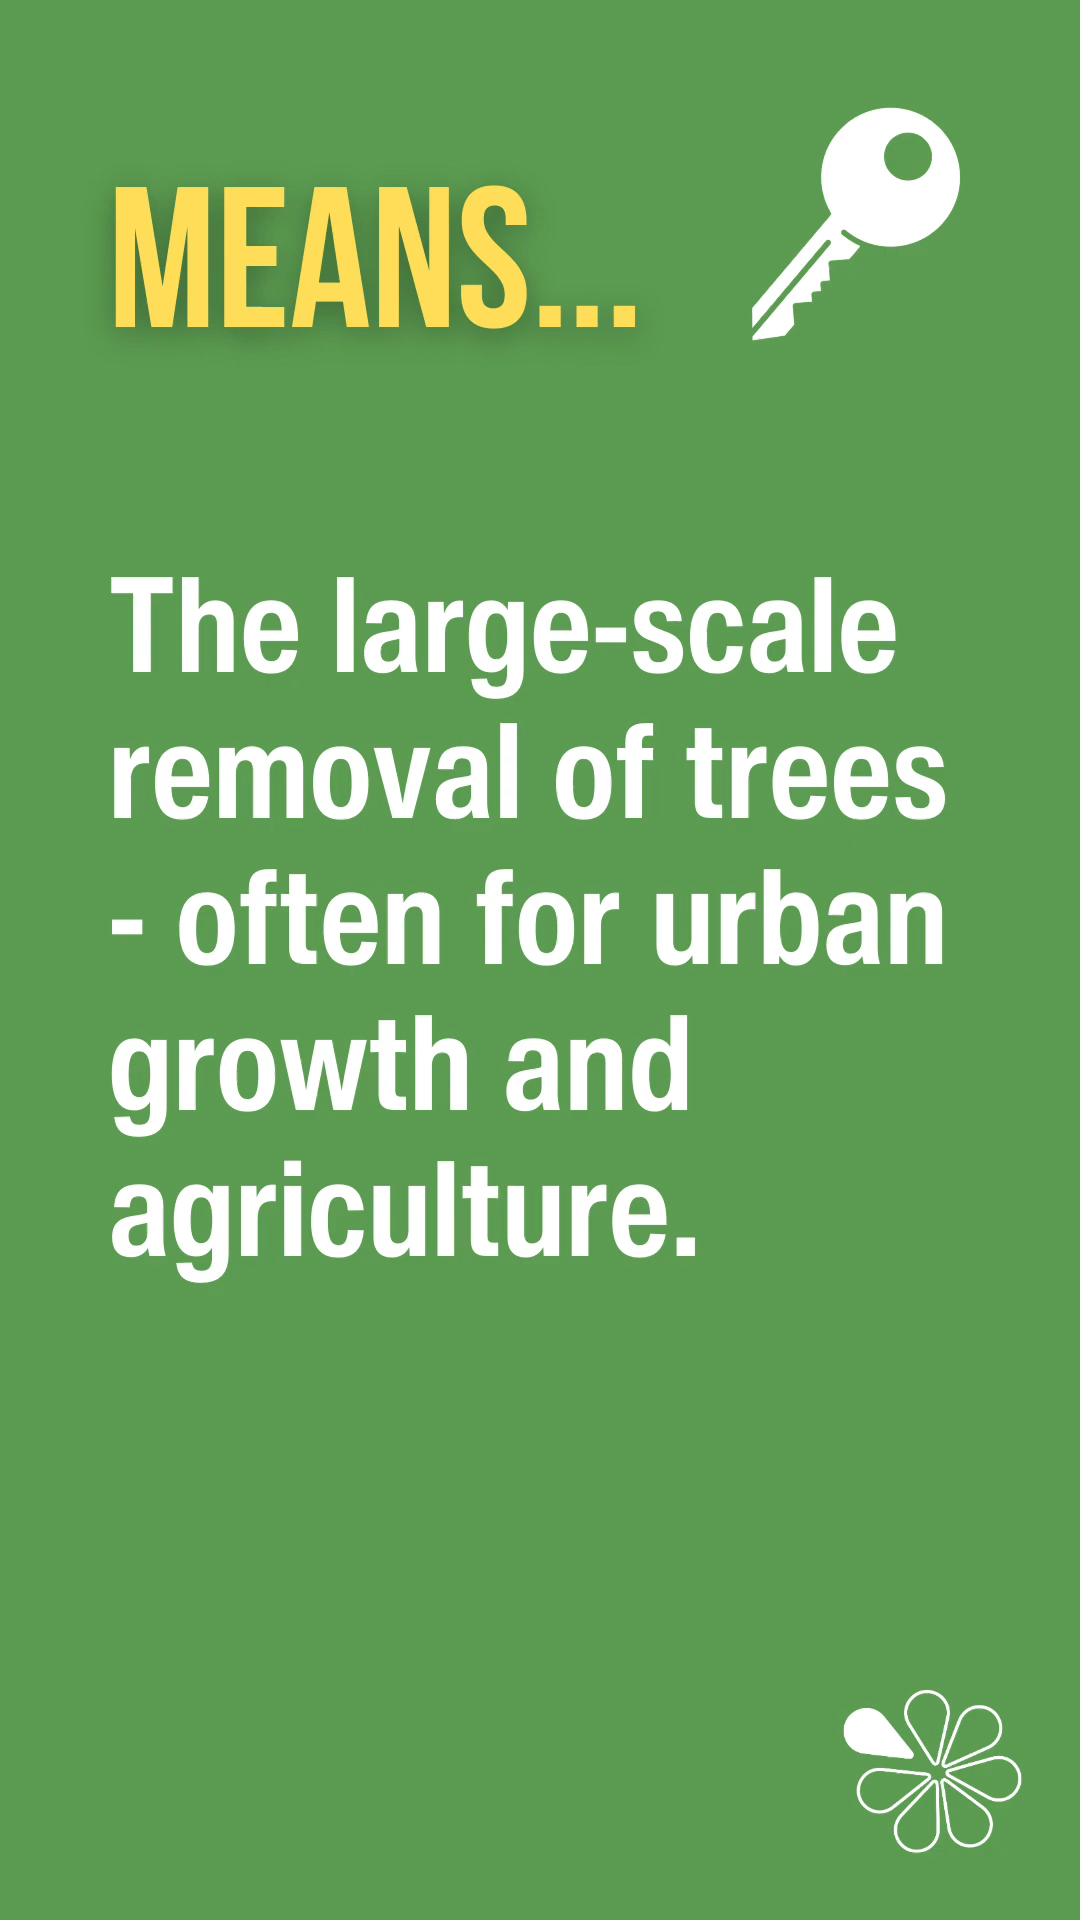 MEANS...
The large-scale
removal of trees
- often for urban
growth and
agriculture.